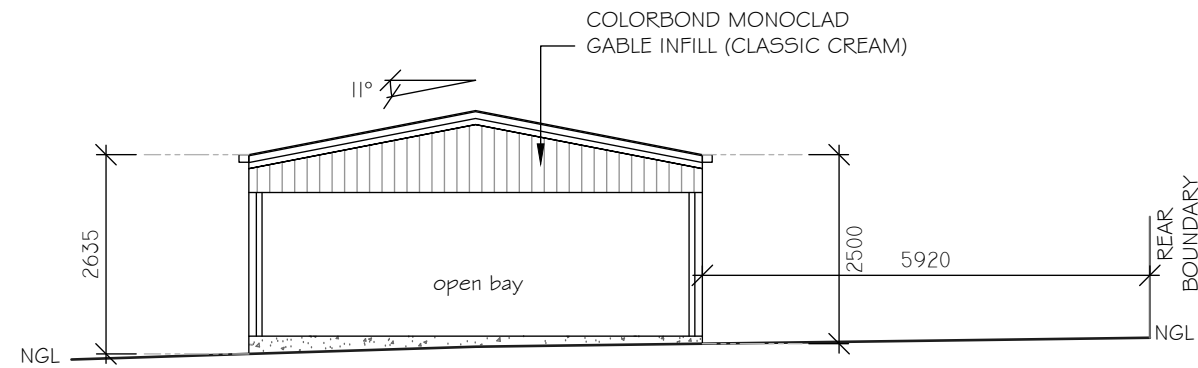 COLORBOND MONOCLAD
GABLE INFILL (CLASSIC CREAM)
11°
2635
open bay
2500
5920
REAR
BOUNDARY
NGL
NGL